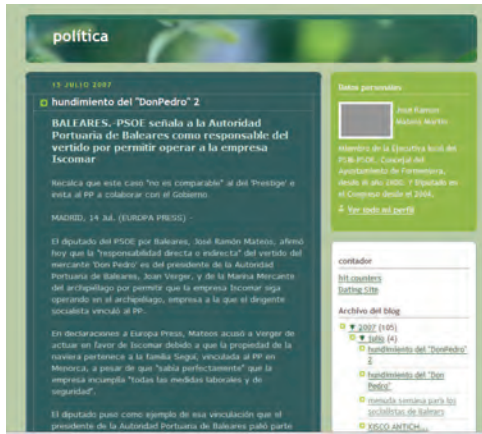 política
15 JULIO 2007
hundimiento del "DonPedro" 2
BALEARES.-PSOE señala a la Autoridad
Portuaria de Baleares como responsable del
vertido por permitir operar a la empresa
Iscomar
Recalca que este caso "no es comparable" al del 'Prestige' e
insta al PP a colaborar con el Gobierno
MADRID, 14 Jul. (EUROPA PRESS) -
El diputado del PSOE por Baleares, José Ramón Mateos, afirmó
hoy que la "responsabilidad directa o indirecta" del vertido del
mercante 'Don Pedro' es del presidente de la Autoridad
Portuaria de Baleares, Joan Verger, y de la Marina Mercante
del archipiélago por permitir que la empresa Iscomar siga
operando en el archipiélago, empresa a la que el dirigente
socialista vinculó al PP.
En declaraciones a Europa Press, Mateos acusó a Verger de
actuar en favor de Iscomar debido a que la propiedad de la
naviera pertenece a la familia Seguí, vinculada al PP en
Menorca, a pesar de que "sabía perfectamente" que la
empresa incumplía "todas las medidas laborales y de
seguridad".
El diputado puso como ejemplo de esa vinculación que el
presidente de la Autoridad Portuaria de Baleares paló parte
Datos personales
José Ramón
Mateos Martín
Miembro de la Ejecutiva local del
PSIB-PSOE. Concejal del
Ayuntamiento de Formentera,
desde el año Y Diputado en
el Congreso desde el 2004.
Ver todo mi perfil
contador
hit counters
Dating Site
Archivo del blog
▼ 2007 (105)
▼ julio (4)
hundimiento del "DonPedro"
2
hundimiento del "Don
Pedro"
menuda semana para los
socialistas de Balears
XISCO ANTICH...